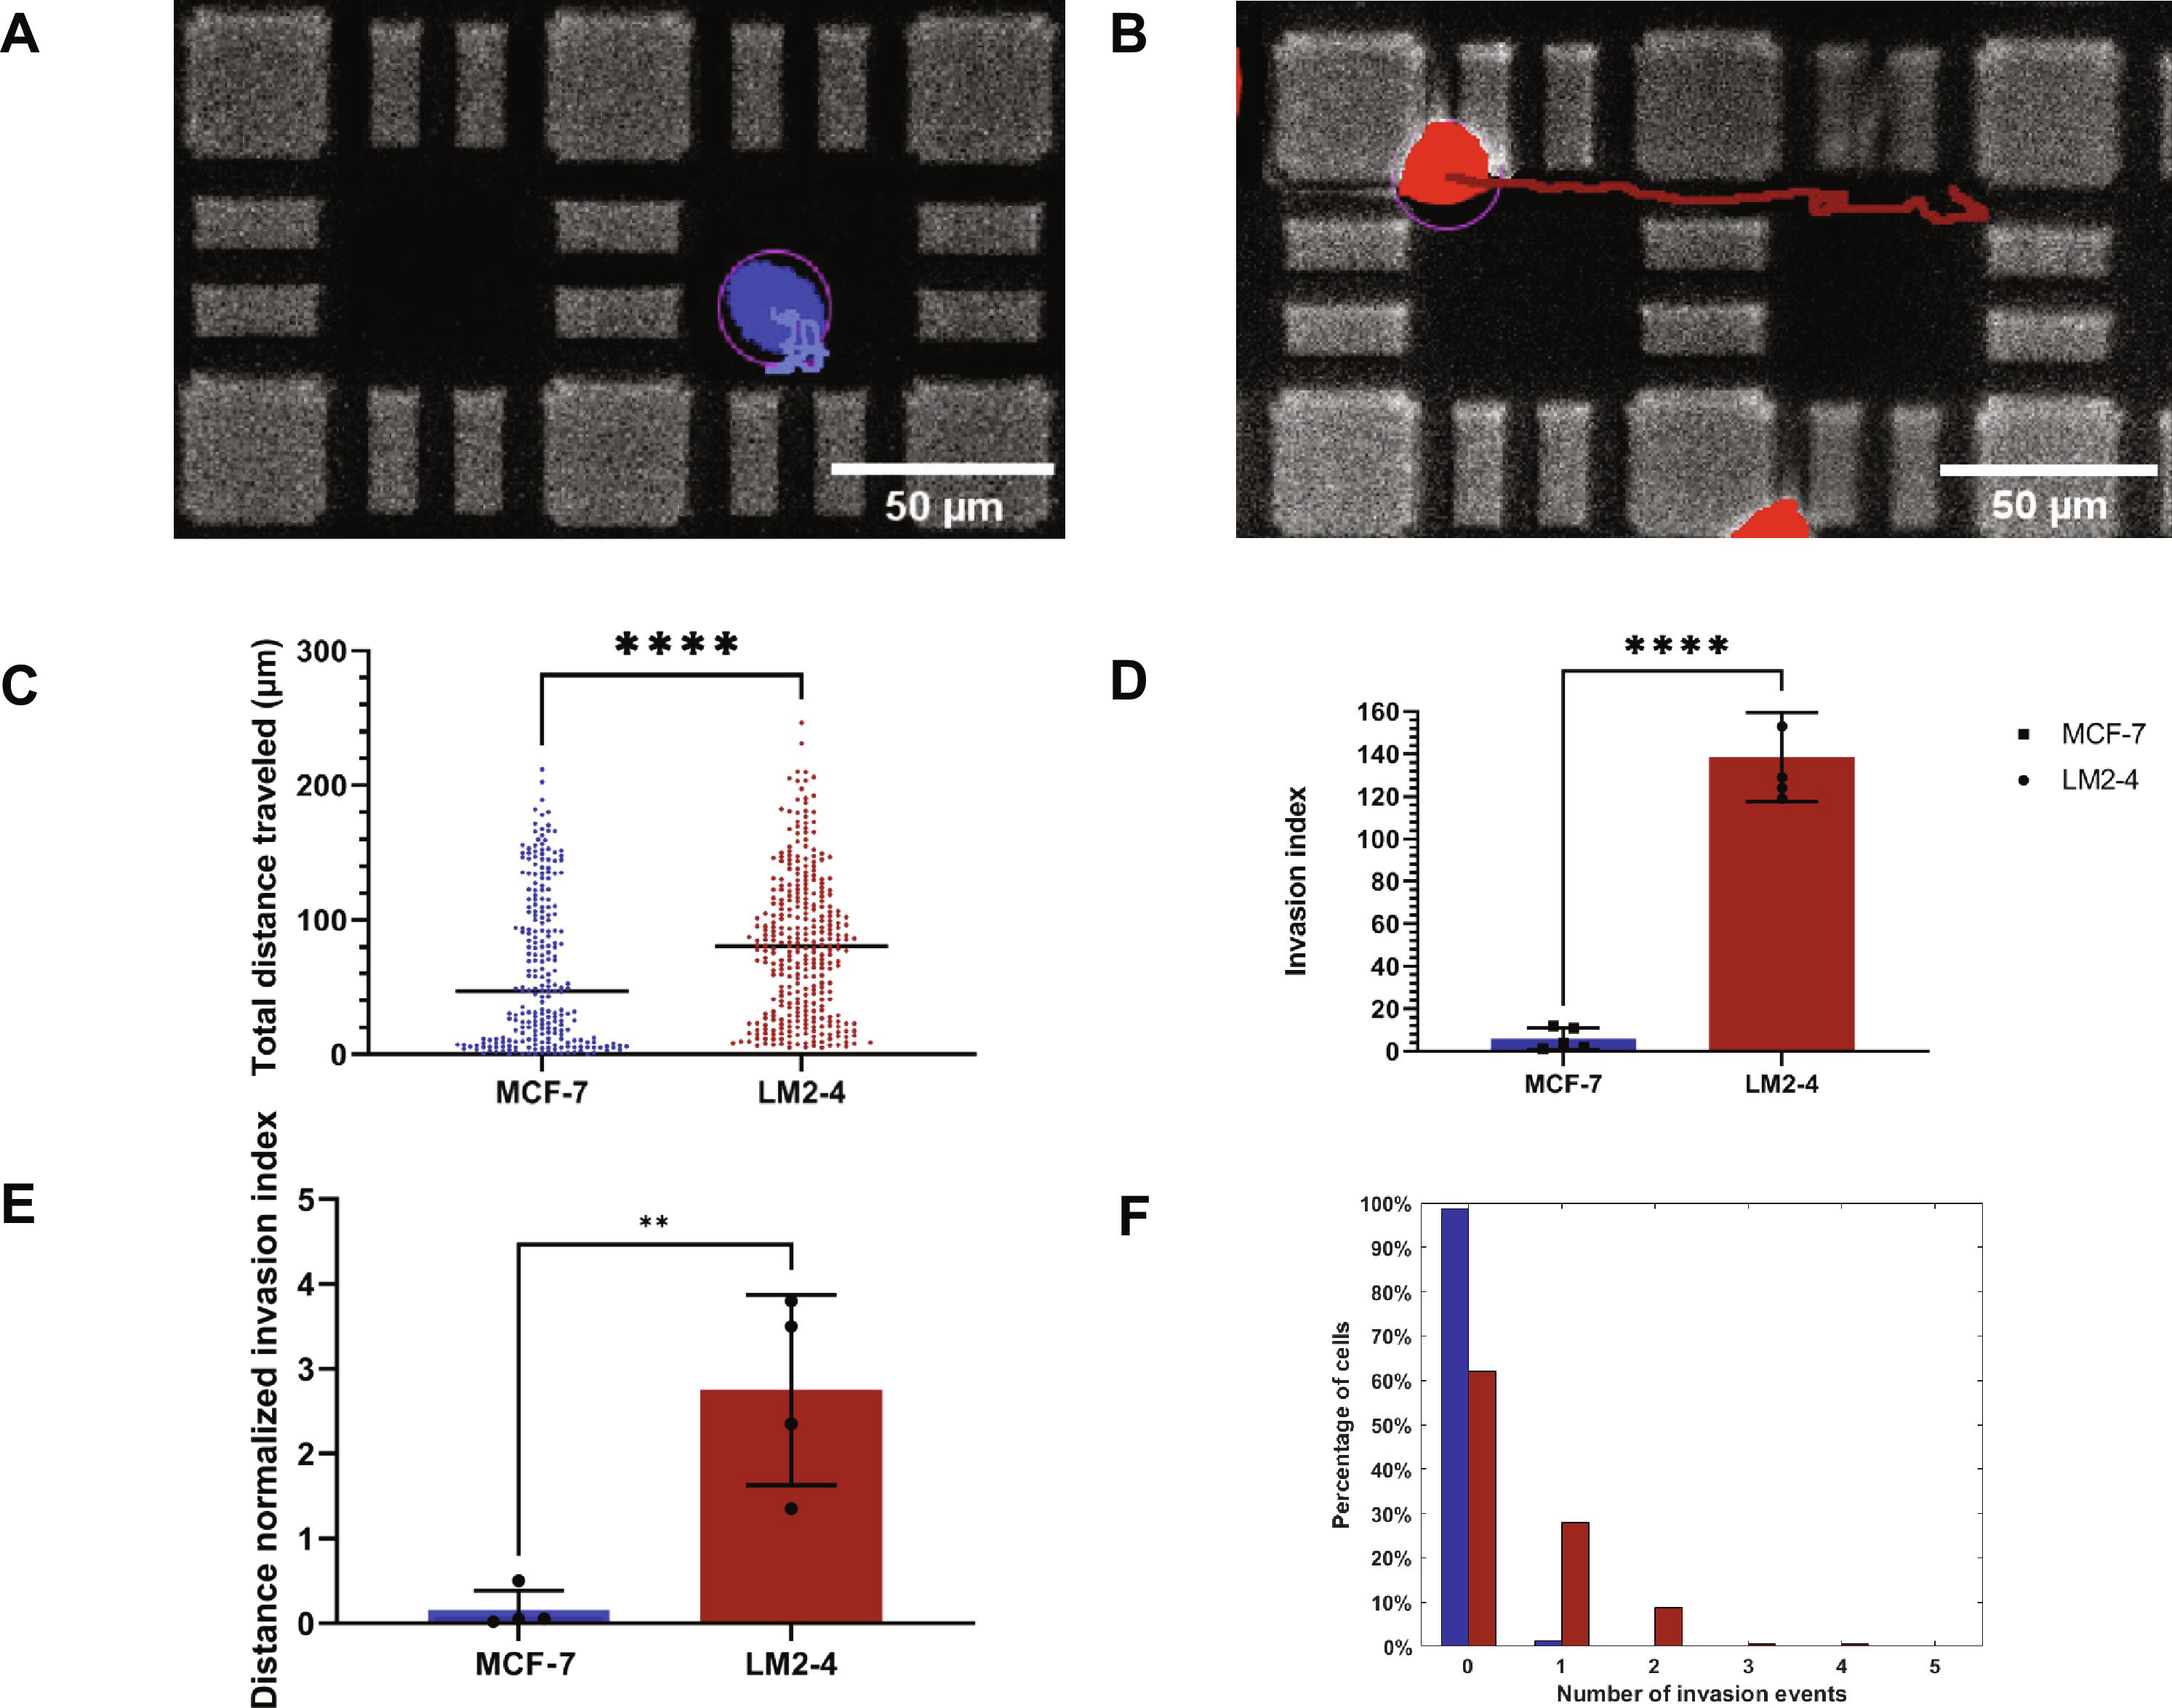 A
B
50 µm
50 µm
C
Total distance traveled (µm)
300
200
100
0
****
MCF-7
LM2-4
D
Invasion index
160
140
120
100
80
60
40
20
0
****
MCF-7
LM2-4
MCF-7
LM2-4
E
Distance normalized invasion index
5
4
3
2
1
0
**
MCF-7
LM2-4
F
Percentage of cells
100%
90%
80%
70%
60%
50%
40%
30%
20%
10%
0%
0 1 2 3 4 5
Number of invasion events